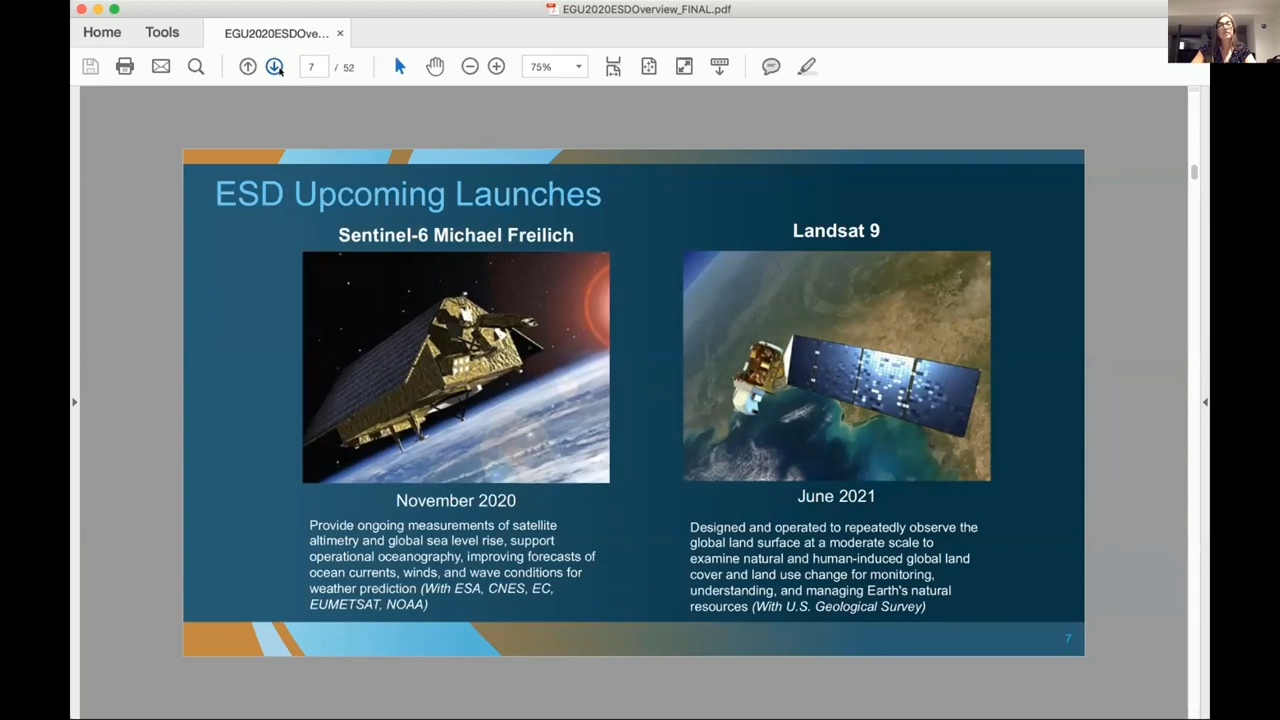 EGU2020ESDOverview_FINAL.pdf
Home
Tools
EGU2020ESDOve...
7 / 52
75%
ESD Upcoming Launches
Sentinel-6 Michael Freilich
Landsat 9
November 2020
Provide ongoing measurements of satellite
altimetry and global sea level rise, support
operational oceanography, improving forecasts of
ocean currents, winds, and wave conditions for
weather prediction (With ESA, CNES, EC,
EUMETSAT, NOAA)
June 2021
Designed and operated to repeatedly observe the
global land surface at a moderate scale to
examine natural and human-induced global land
cover and land use change for monitoring,
understanding, and managing Earth's natural
resources (With U.S. Geological Survey)
7